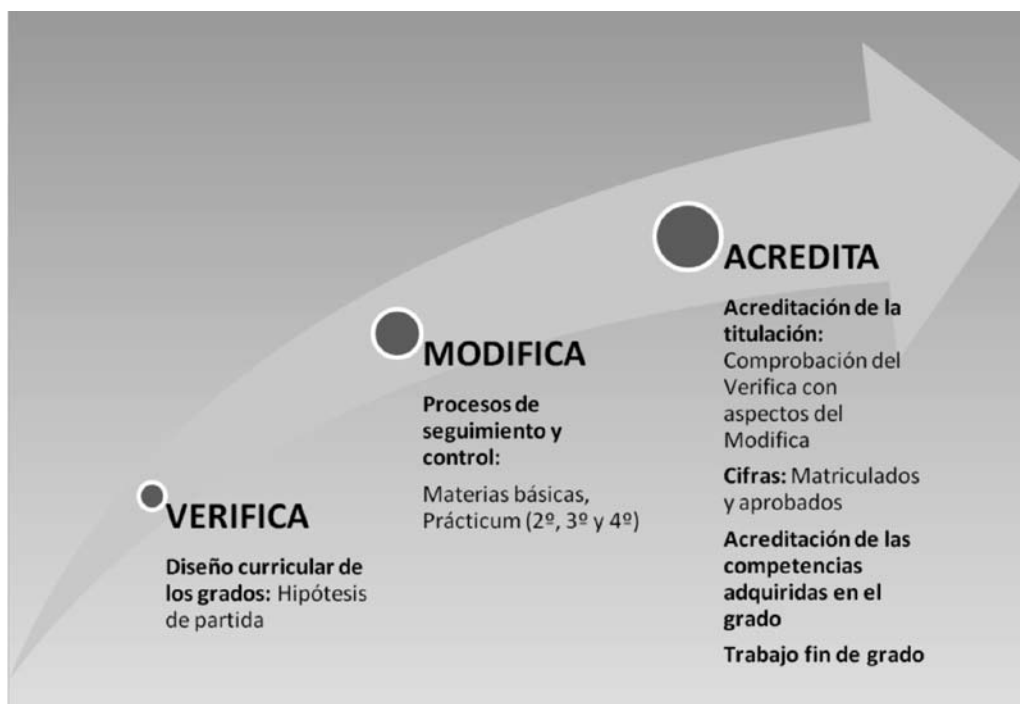 VERIFICA
Diseño curricular de
los grados: Hipótesis
de partida
MODIFICA
Procesos de
seguimiento y
control:
Materias básicas,
Prácticum (2º, 3º y 4º)
ACREDITA
Acreditación de la
titulación:
Comprobación del
Verifica con
aspectos del
Modifica
Cifras: Matriculados
y aprobados
Acreditación de las
competencias
adquiridas en el
grado
Trabajo fin de grado